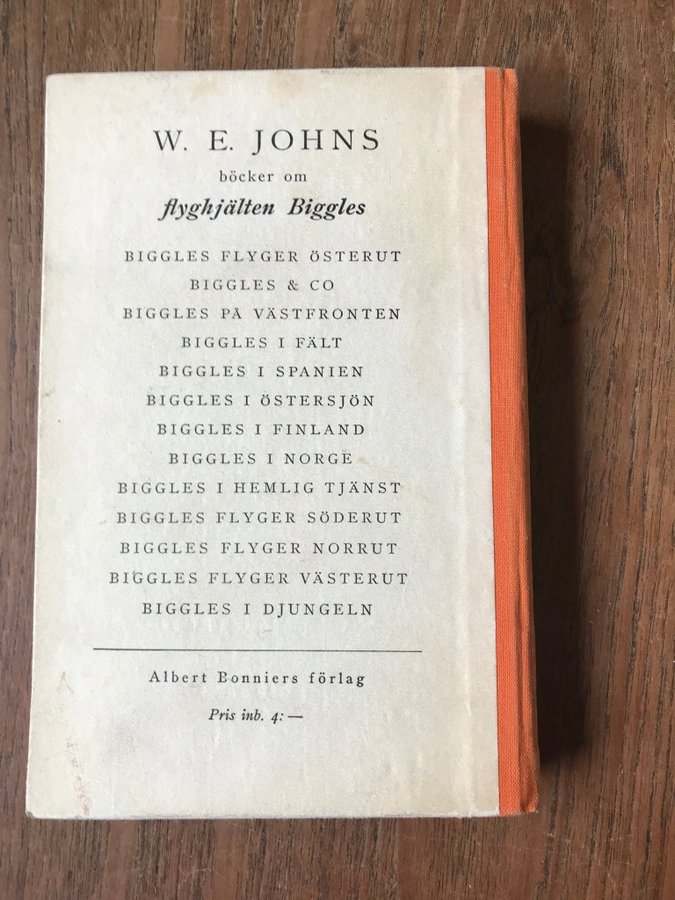 W. E. JOHNS
böcker om
flyghjälten Biggles
BIGGLES FLYGER ÖSTERUT
BIGGLES & CO
BIGGLES PÅ VÄSTFRONTEN
BIGGLES I FÄLT
BIGGLES I SPANIEN
BIGGLES I ÖSTERSJÖN
BIGGLES I FINLAND
BIGGLES I NORGE
BIGGLES I HEMLIG TJÄNST
BIGGLES FLYGER SÖDERUT
BIGGLES FLYGER NORRUT
BIGGLES FLYGER VÄSTERUT
BIGGLES I DJUNGELN
Albert Bonniers förlag
Pris inb. 4: —